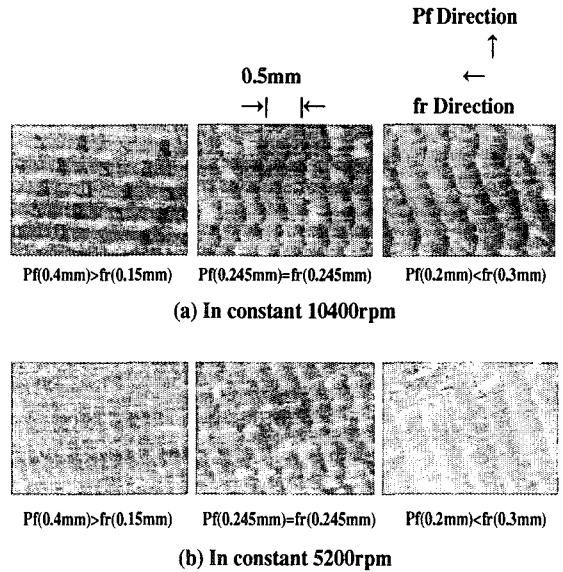 Pf Direction
↑
0.5mm
←
→| |←
fr Direction
Pf(0.4mm)>fr(0.15mm) Pf(0.245mm)=fr(0.245mm) Pf(0.2mm)<fr(0.3mm)
(a) In constant 10400rpm
Pf(0.4mm)>fr(0.15mm) Pf(0.245mm)=fr(0.245mm) Pf(0.2mm)<fr(0.3mm)
(b) In constant 5200rpm